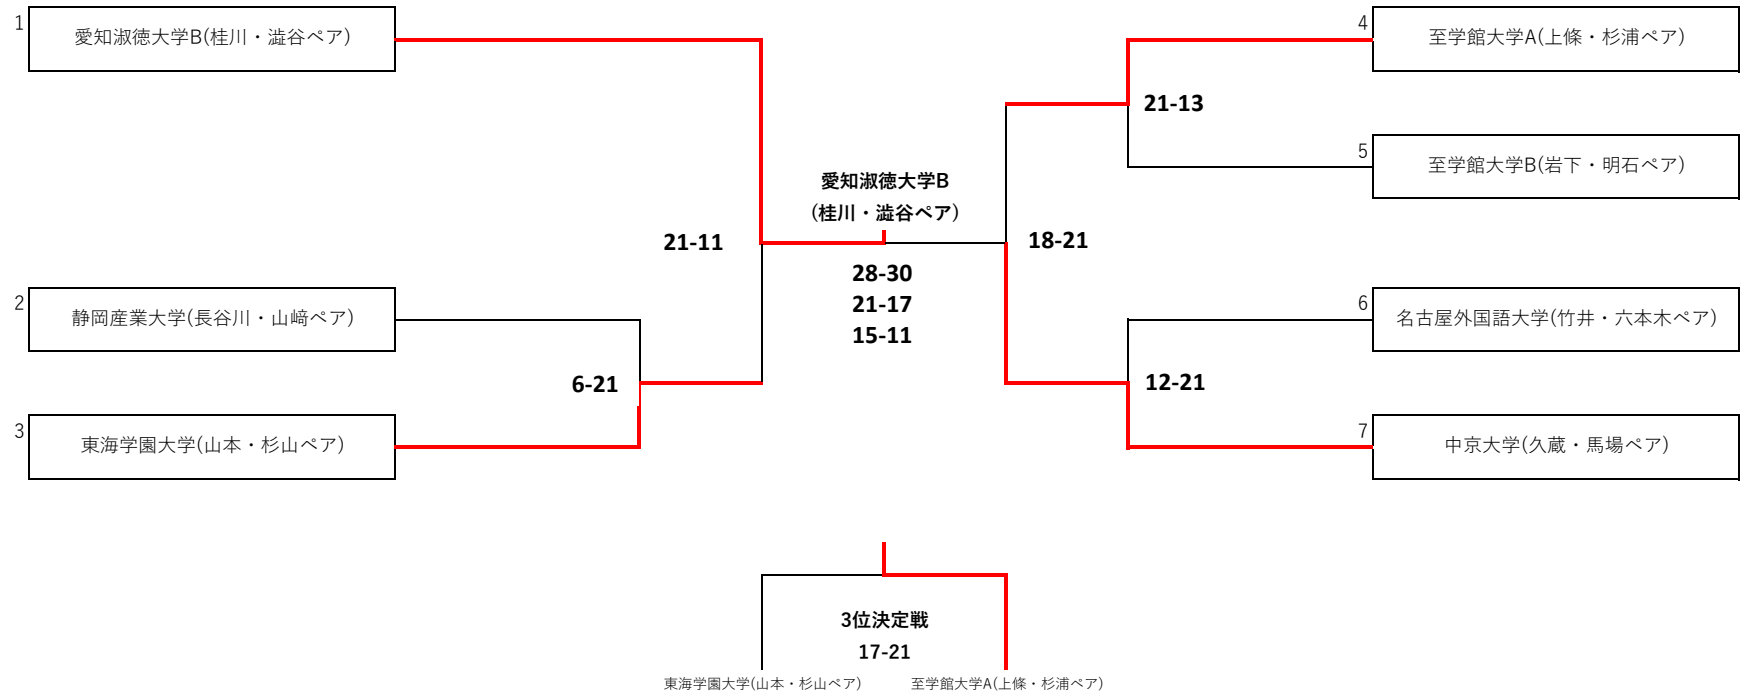 1
愛知淑徳大学B(桂川・澁谷ペア)
4
至学館大学A(上條・杉浦ペア)
21-13
5
至学館大学B(岩下・明石ペア)
愛知淑徳大学B
(桂川・澁谷ペア)
21-11
18-21
28-30
21-17
15-11
2
静岡産業大学(長谷川・山﨑ペア)
6
名古屋外国語大学(竹井・六本木ペア)
6-21
12-21
3
東海学園大学(山本・杉山ペア)
7
中京大学(久蔵・馬場ペア)
3位決定戦
17-21
東海学園大学(山本・杉山ペア)
至学館大学A(上條・杉浦ペア)